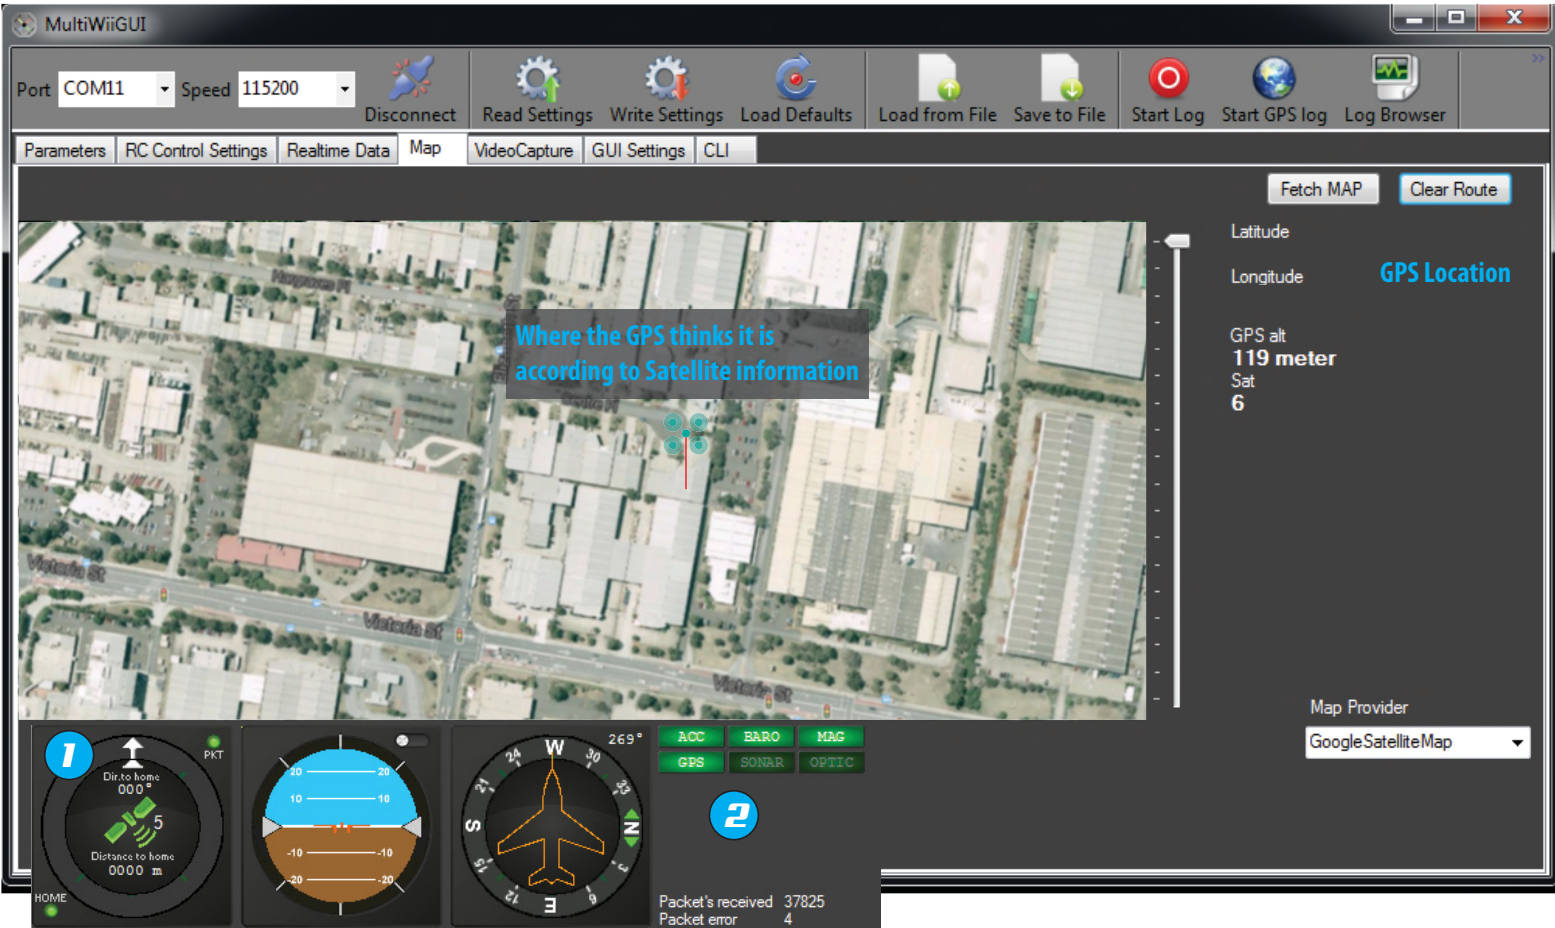 MultiWiiGUI
Port COM11 Speed 115200
Disconnect Read Settings Write Settings Load Defaults Load from File Save to File Start Log Start GPS log Log Browser
Parameters RC Control Settings Realtime Data Map VideoCapture GUI Settings CLI
Fetch MAP Clear Route
Latitude
Longitude
GPS Location
GPS alt
119 meter
Sat
6
Where the GPS thinks it is
according to Satellite information
Victoria St
Victoria St
Victoria St
Map Provider
GoogleSatelliteMap
1
PKT
Dir.to home
000°
5
Distance to home
0000 m
HOME
20 20
10 10
-10 -10
-20 -20
269°
W
24 30
21 33
S N
15 3
12 6
E
ACC BARO MAG
GPS SONAR OPTIC
2
Packet's received 37825
Packet error 4